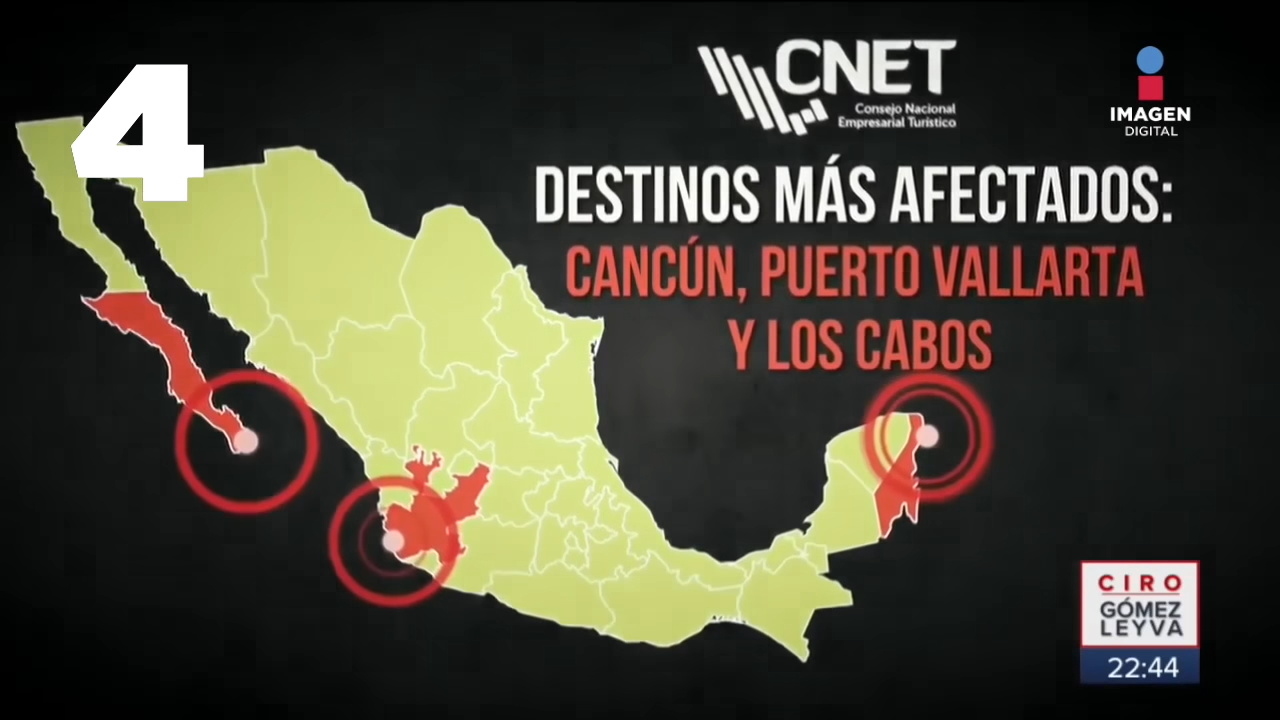 4
CNET
Consejo Nacional
Empresarial Turístico
IMAGEN
DIGITAL
DESTINOS MÁS AFECTADOS:
CANCÚN, PUERTO VALLARTA
Y LOS CABOS
CIRO
GÓMEZ
LEYVA
22:44